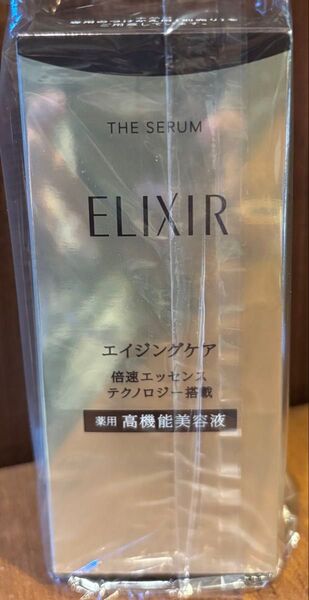 THE SERUM
ELIXIR
エイジングケア
倍速エッセンス
テクノロジー搭載
薬用 高機能美容液